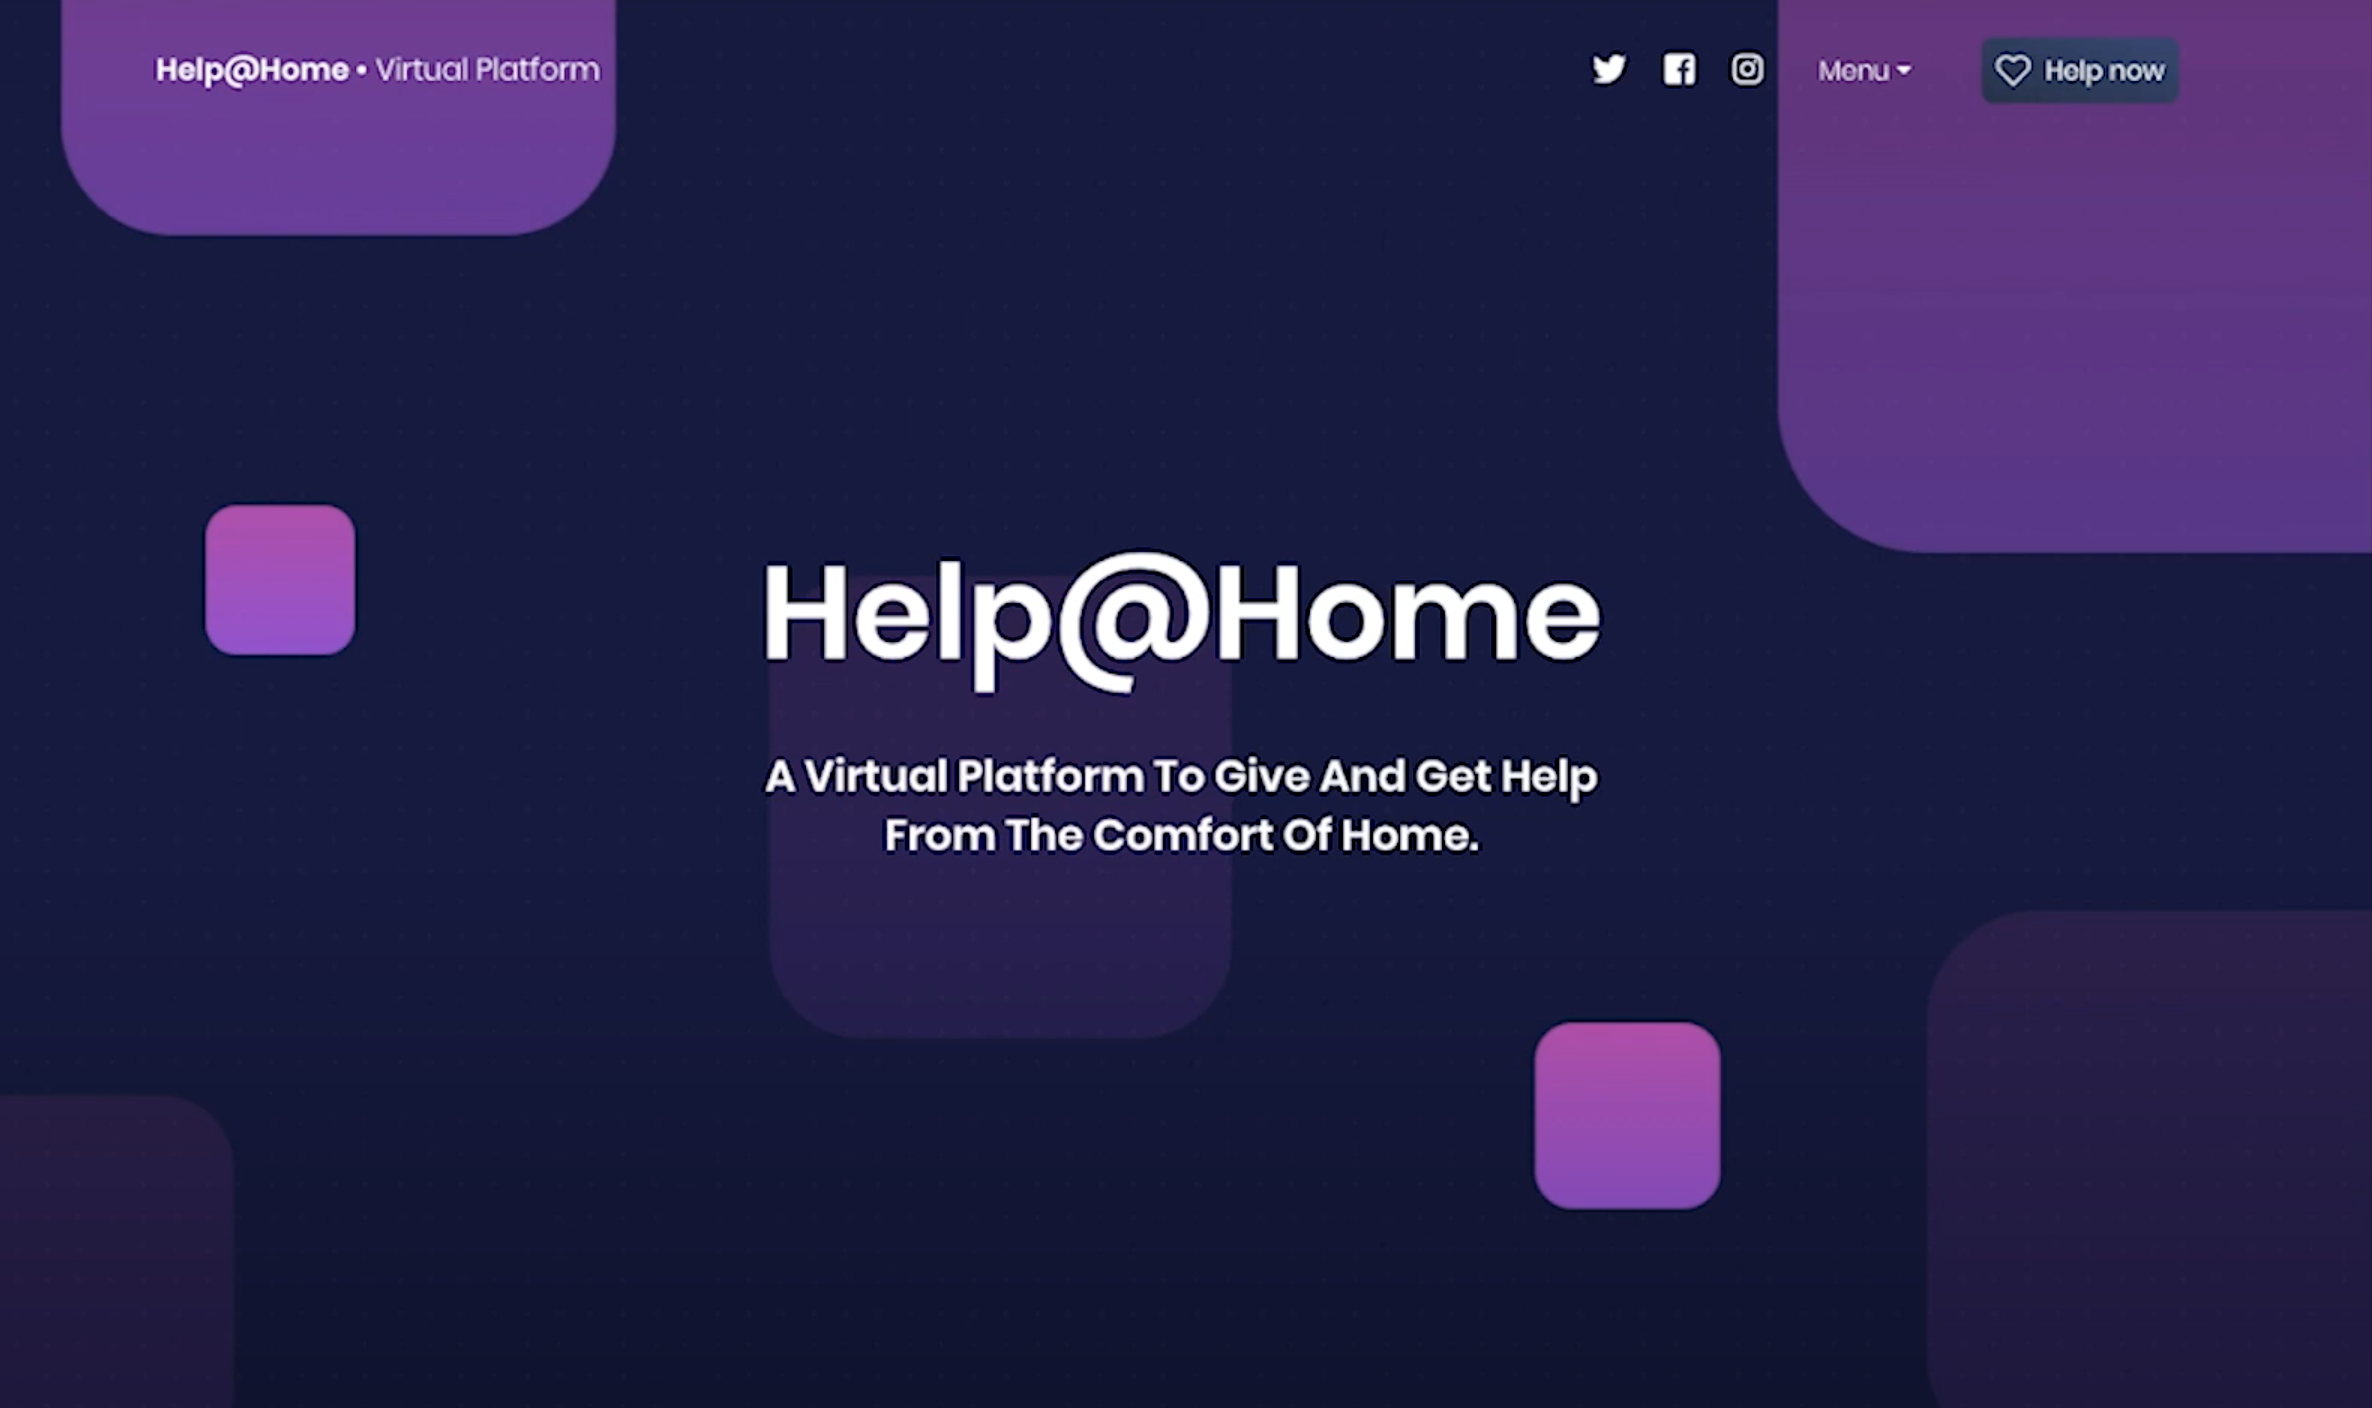 Help@Home • Virtual Platform
Menu
Help now
Help@Home
A Virtual Platform To Give And Get Help
From The Comfort Of Home.